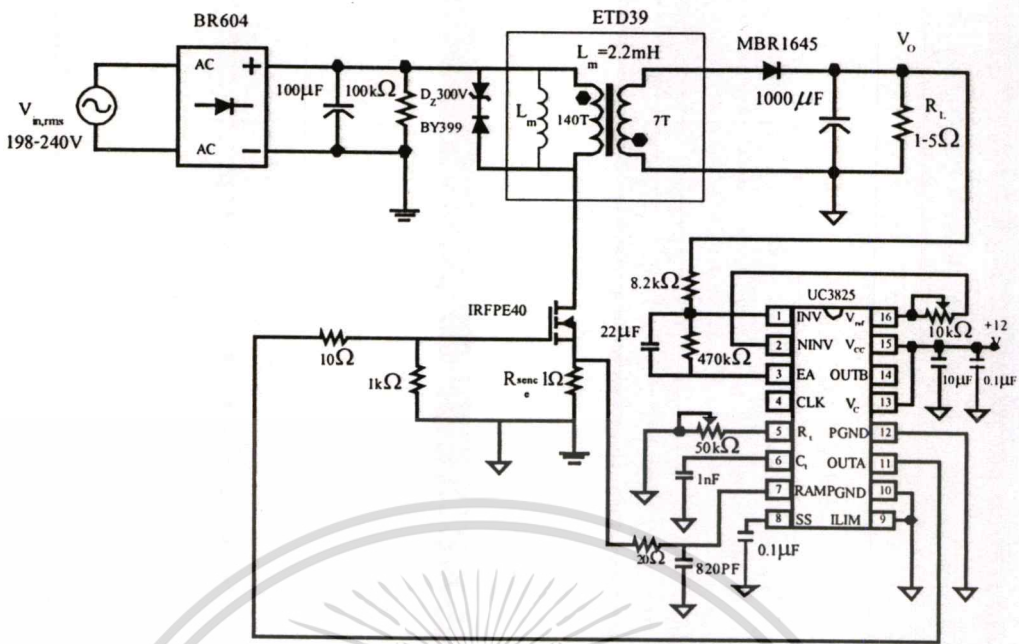 BR604
ETD39
AC
AC
+
−
V in,rms
198-240V
100µF
100kΩ
D Z 300V
BY399
L m =2.2mH
L m
140T
7T
MBR1645
1000 µF
V O
R L
1-5Ω
IRFPE40
10Ω
1kΩ
R senc e 1Ω
8.2kΩ
22µF
470kΩ
UC3825
1 INV
2 NINV
3 EA
4 CLK
5 R t
6 C t
7 RAMP
8 SS
16 V ref
15 V CC
14 OUTB
13 V C
12 PGND
11 OUTA
10 GND
9 ILIM
10kΩ
+12
V
10µF
0.1µF
50kΩ
1nF
0.1µF
20Ω
820PF